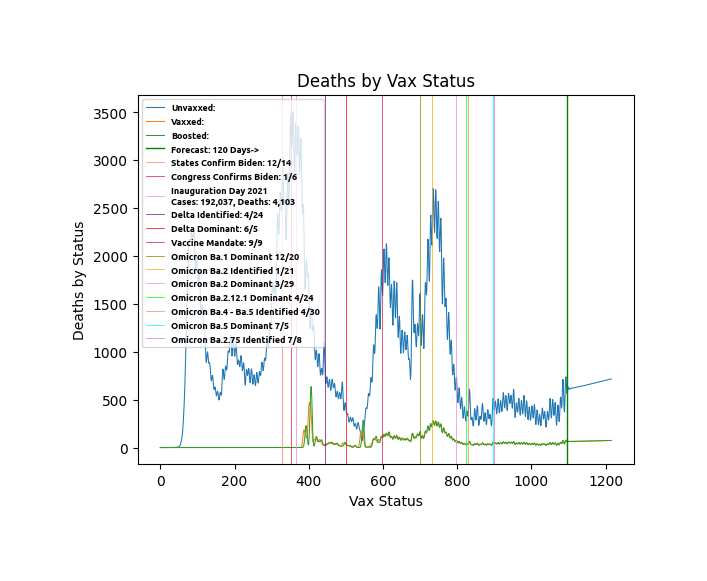 Deaths by Vax Status
3500
3000
2500
2000
1500
1000
500
0
Deaths by Status
Unvaxxed:
Vaxxed:
Boosted:
Forecast: 120 Days->
States Confirm Biden: 12/14
Congress Confirms Biden: 1/6
Inauguration Day 2021
Cases: 192,037, Deaths: 4,103
Delta Identified: 4/24
Delta Dominant: 6/5
Vaccine Mandate: 9/9
Omicron Ba.1 Dominant 12/20
Omicron Ba.2 Identified 1/21
Omicron Ba.2 Dominant 3/29
Omicron Ba.2.12.1 Dominant 4/24
Omicron Ba.4 - Ba.5 Identified 4/30
Omicron Ba.5 Dominant 7/5
Omicron Ba.2.75 Identified 7/8
0 200 400 600 800 1000 1200
Vax Status